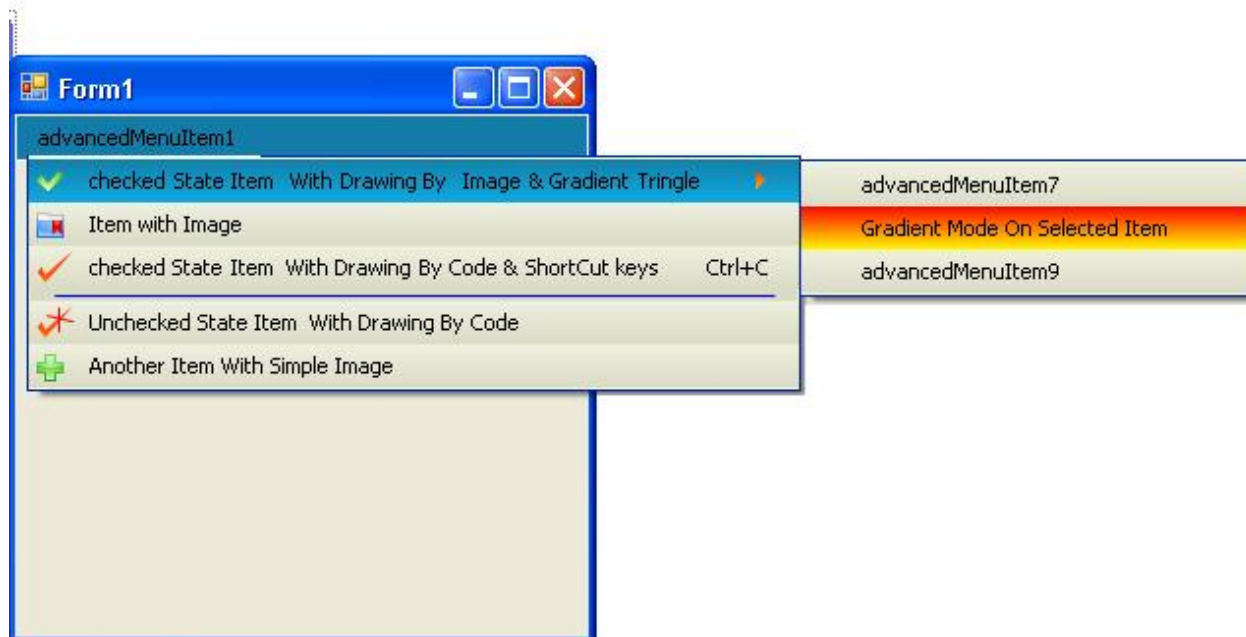 Form1
advancedMenuItem1
checked State Item  With Drawing By  Image & Gradient Tringle
Item with Image
checked State Item  With Drawing By Code & ShortCut keys Ctrl+C
Unchecked State Item  With Drawing By Code
Another Item With Simple Image
advancedMenuItem7
Gradient Mode On Selected Item
advancedMenuItem9